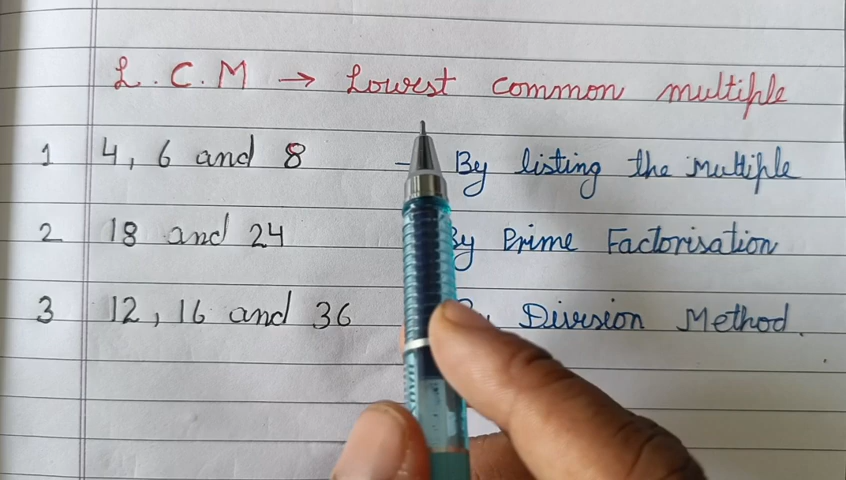 L.C.M → Lowest common multiple
1 4, 6 and 8 - By listing the multiple
2 18 and 24 By Prime Factorisation
3 12, 16 and 36 Division Method.